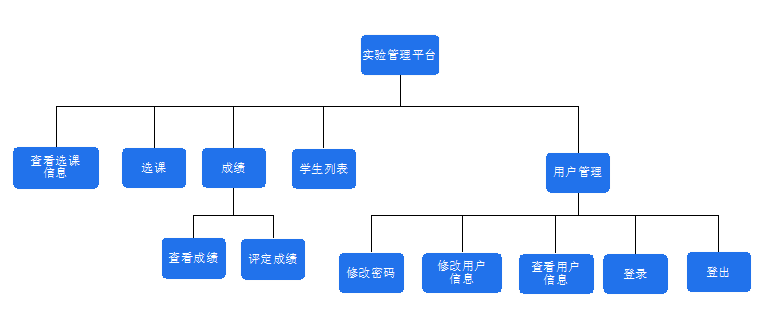 实验管理平台
查看选课
信息
选课
成绩
学生列表
用户管理
查看成绩
评定成绩
修改密码
修改用户
信息
查看用户
信息
登录
登出